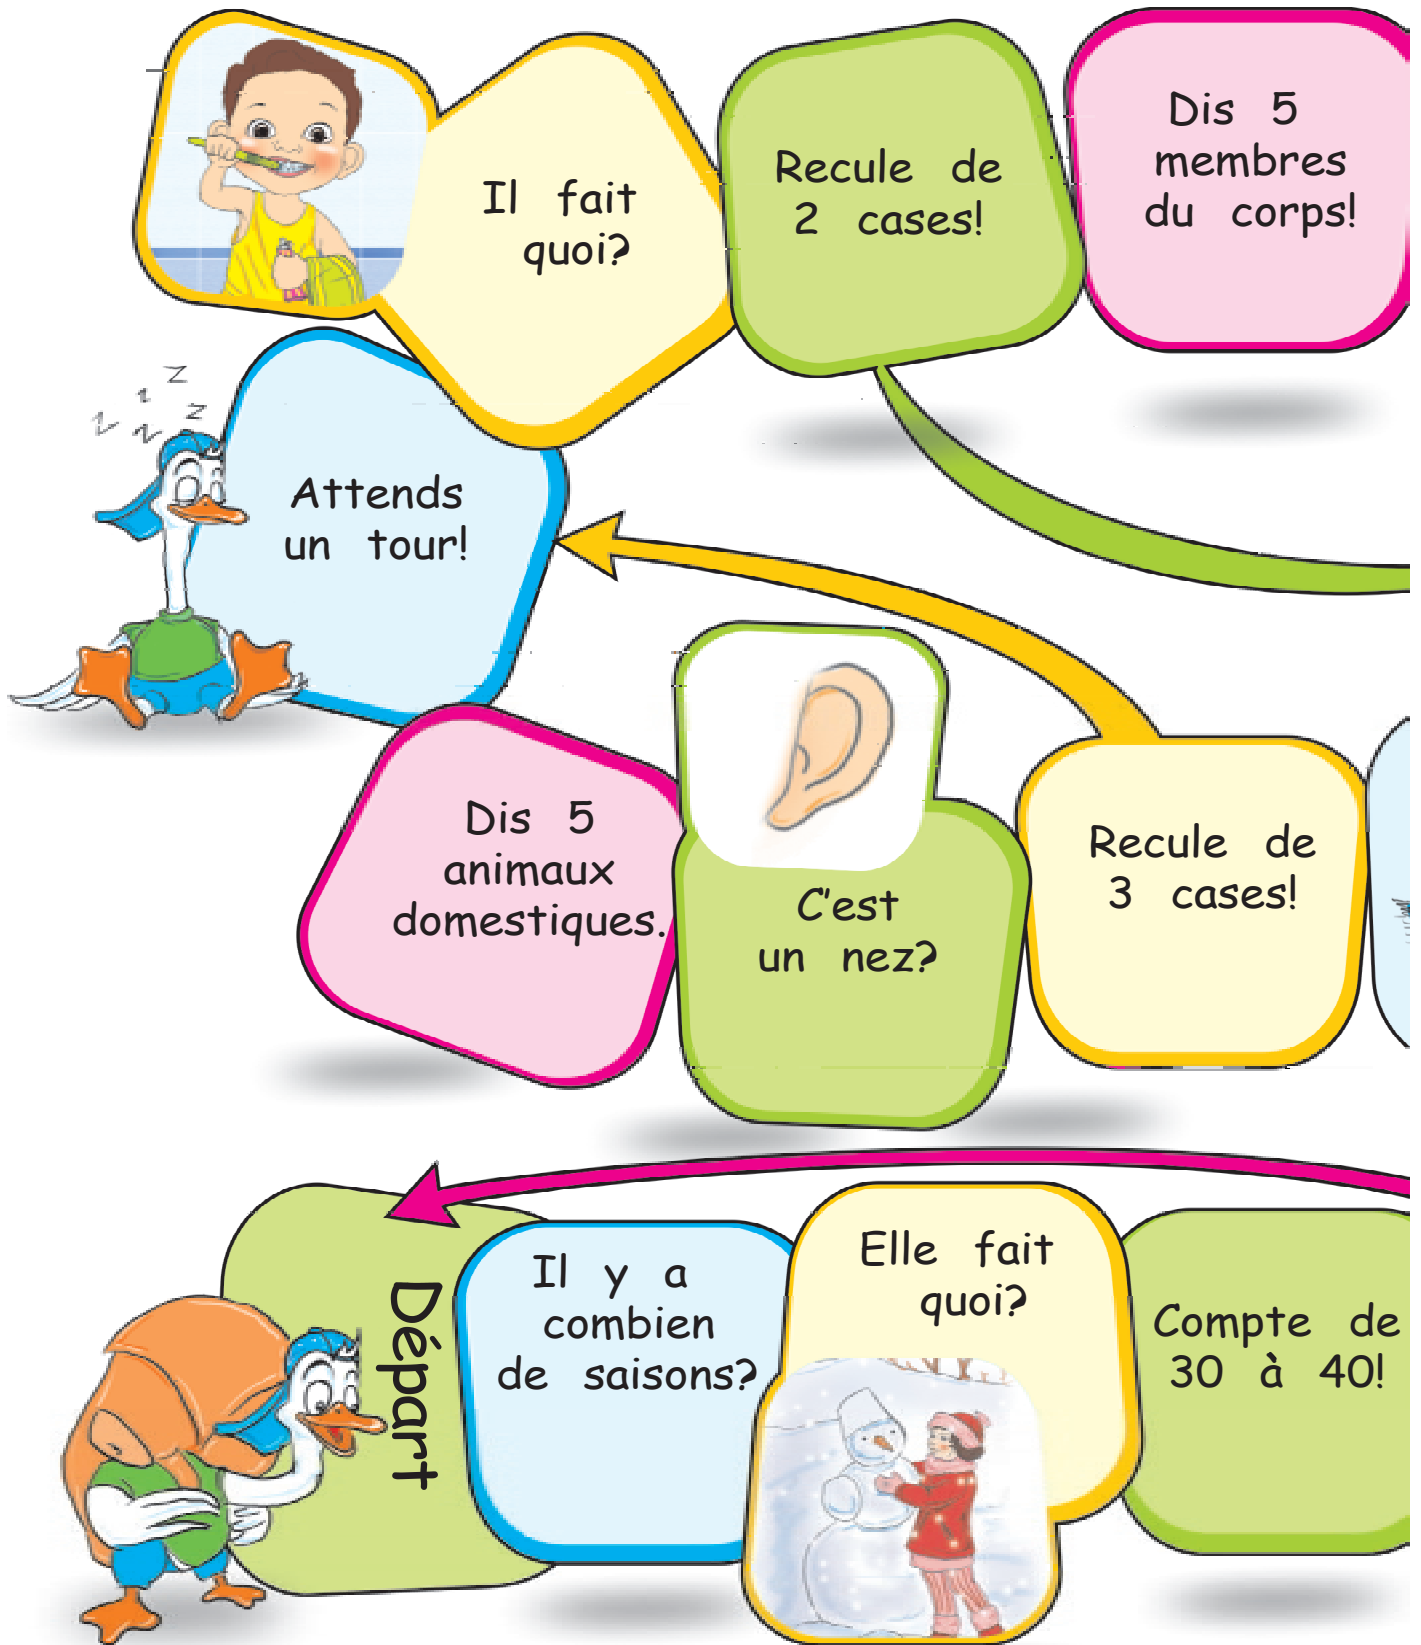 Il fait
quoi?
Recule de
2 cases!
Dis 5
membres
du corps!
z
z
z
z
z
Attends
un tour!
Dis 5
animaux
domestiques.
C'est
un nez?
Recule de
3 cases!
Départ
Il y a
combien
de saisons?
Elle fait
quoi?
Compte de
30 à 40!